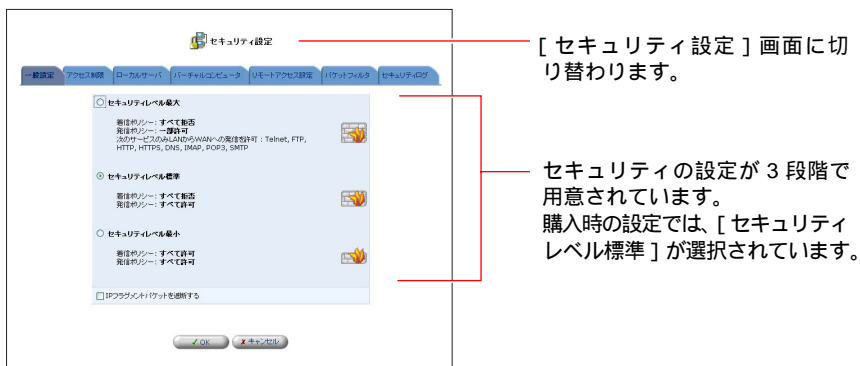 セキュリティ設定
一般設定 アクセス制限 ローカルサーバ バーチャルコンピュータ リモートアクセス設定 パケットフィルタ セキュリティログ
セキュリティレベル最大
着信ポリシー: すべて拒否
発信ポリシー: 一部許可
次のサービスのみLANからWANへの発信を許可 : Telnet, FTP,
HTTP, HTTPS, DNS, IMAP, POP3, SMTP
セキュリティレベル標準
着信ポリシー: すべて拒否
発信ポリシー: すべて許可
セキュリティレベル最小
着信ポリシー: すべて許可
発信ポリシー: すべて許可
IPフラグメントパケットを遮断する
OK キャンセル
[ セキュリティ設定 ] 画面に切
り替わります。
セキュリティの設定が 3 段階で
用意されています。
購入時の設定では、[ セキュリティ
レベル標準 ] が選択されています。